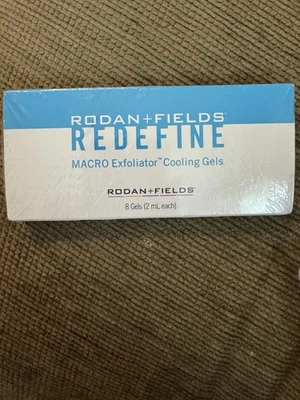 RODAN+FIELDS®
REDEFINE
MACRO Exfoliator™ Cooling Gels
RODAN+FIELDS®
8 Gels (2 mL each)